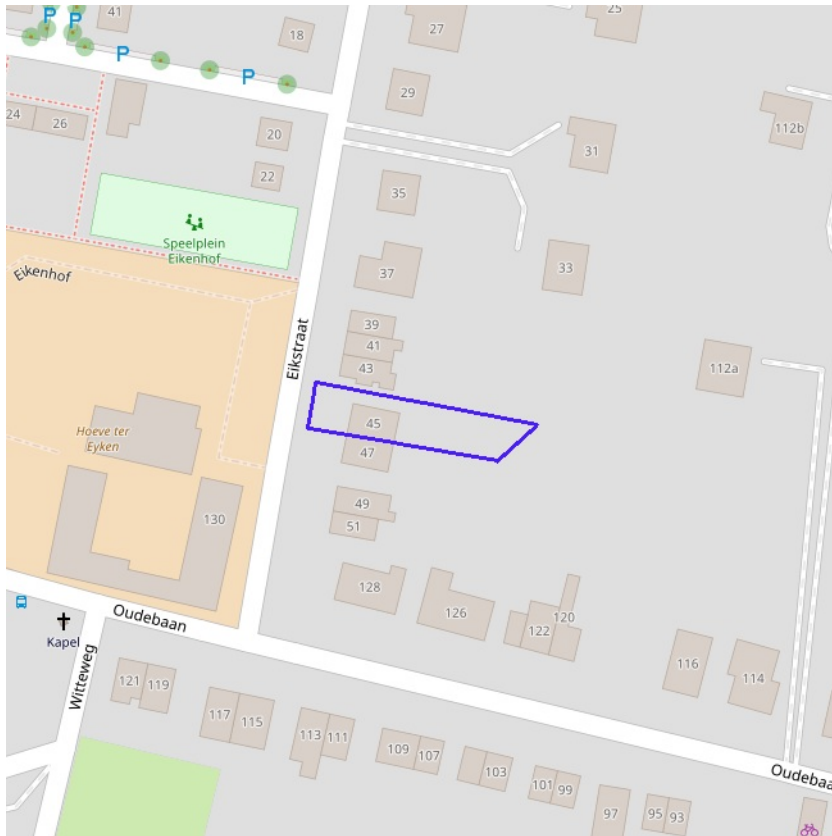 P
P
41
18
27
25
P
P
29
112b
24
26
20
31
22
35
Speelplein
Eikenhof
37
33
Eikenhof
39
41
43
Eikstraat
112a
45
47
Hoeve ter
Eyken
49
51
130
128
126
120
122
Oudebaan
Kapel
Witteweg
116
114
121
119
117
115
113
111
109
107
103
101
99
97
95
93
Oudebaa